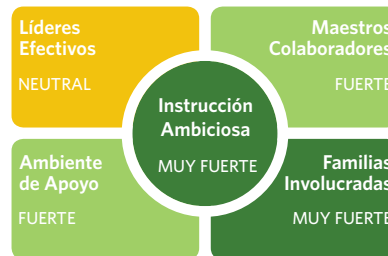 Líderes
Efectivos
NEUTRAL
Maestros
Colaboradores
FUERTE
Instrucción
Ambiciosa
MUY FUERTE
Ambiente
de Apoyo
FUERTE
Familias
Involucradas
MUY FUERTE